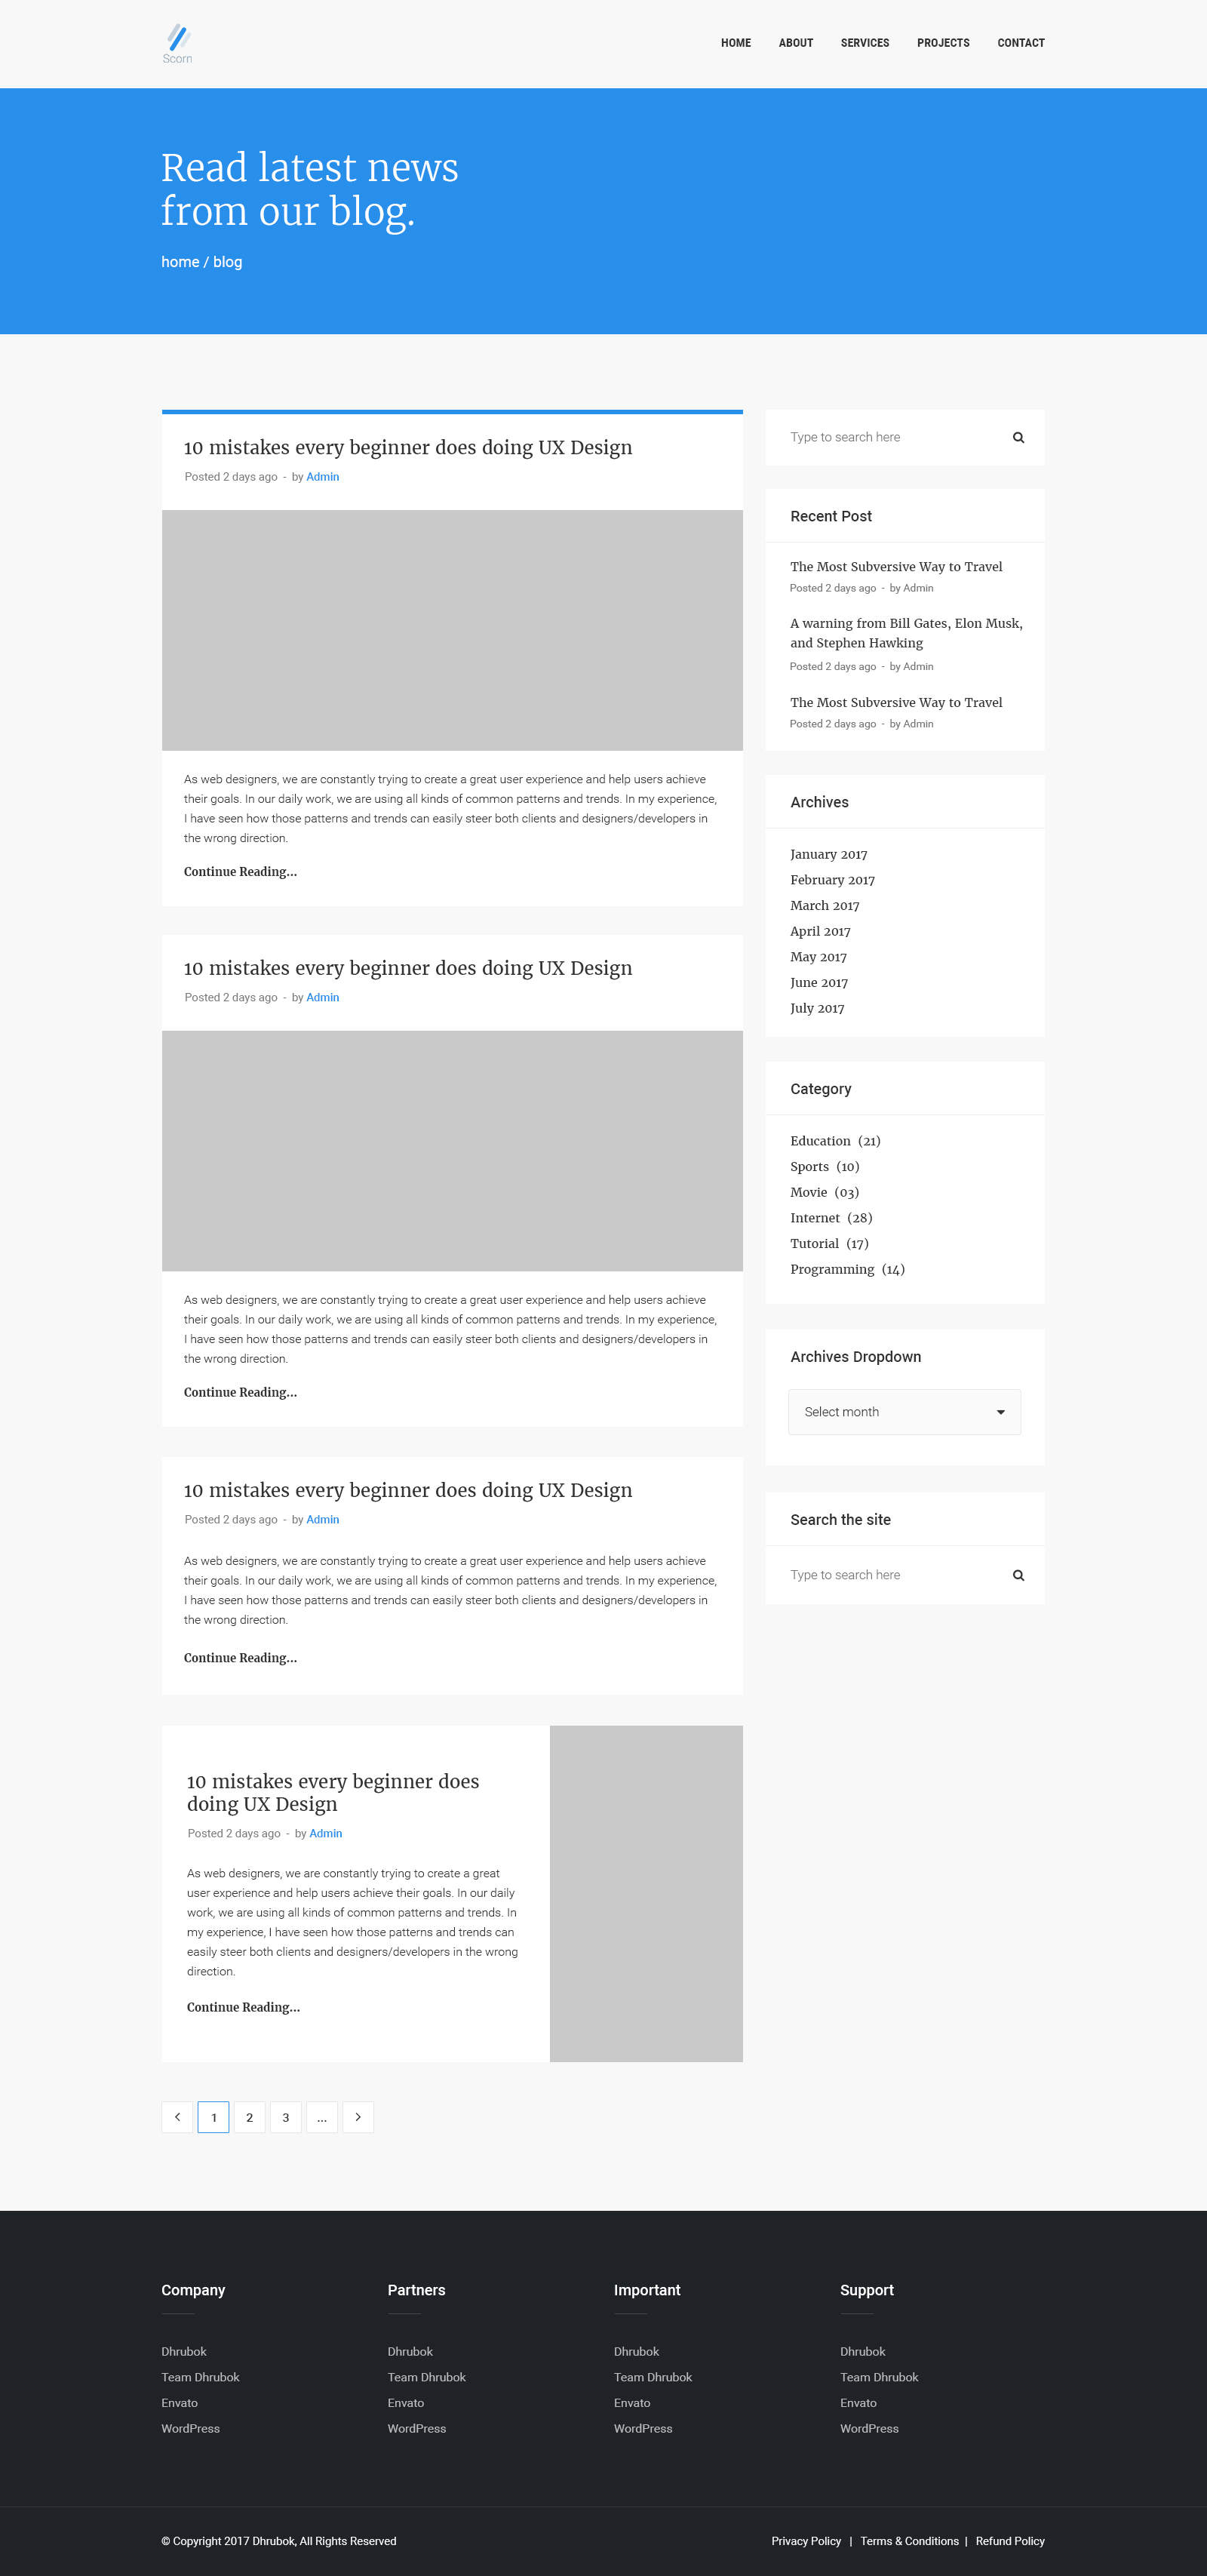 Scorn
HOME ABOUT SERVICES PROJECTS CONTACT
Read latest news
from our blog.
home / blog
10 mistakes every beginner does doing UX Design
Posted 2 days ago - by Admin
As web designers, we are constantly trying to create a great user experience and help users achieve
their goals. In our daily work, we are using all kinds of common patterns and trends. In my experience,
I have seen how those patterns and trends can easily steer both clients and designers/developers in
the wrong direction.
Continue Reading...
10 mistakes every beginner does doing UX Design
Posted 2 days ago - by Admin
As web designers, we are constantly trying to create a great user experience and help users achieve
their goals. In our daily work, we are using all kinds of common patterns and trends. In my experience,
I have seen how those patterns and trends can easily steer both clients and designers/developers in
the wrong direction.
Continue Reading...
10 mistakes every beginner does doing UX Design
Posted 2 days ago - by Admin
As web designers, we are constantly trying to create a great user experience and help users achieve
their goals. In our daily work, we are using all kinds of common patterns and trends. In my experience,
I have seen how those patterns and trends can easily steer both clients and designers/developers in
the wrong direction.
Continue Reading...
10 mistakes every beginner does
doing UX Design
Posted 2 days ago - by Admin
As web designers, we are constantly trying to create a great
user experience and help users achieve their goals. In our daily
work, we are using all kinds of common patterns and trends. In
my experience, I have seen how those patterns and trends can
easily steer both clients and designers/developers in the wrong
direction.
Continue Reading...
1 2 3 ...
Type to search here
Recent Post
The Most Subversive Way to Travel
Posted 2 days ago - by Admin
A warning from Bill Gates, Elon Musk,
and Stephen Hawking
Posted 2 days ago - by Admin
The Most Subversive Way to Travel
Posted 2 days ago - by Admin
Archives
January 2017
February 2017
March 2017
April 2017
May 2017
June 2017
July 2017
Category
Education (21)
Sports (10)
Movie (03)
Internet (28)
Tutorial (17)
Programming (14)
Archives Dropdown
Select month
Search the site
Type to search here
Company
Dhrubok
Team Dhrubok
Envato
WordPress
Partners
Dhrubok
Team Dhrubok
Envato
WordPress
Important
Dhrubok
Team Dhrubok
Envato
WordPress
Support
Dhrubok
Team Dhrubok
Envato
WordPress
© Copyright 2017 Dhrubok, All Rights Reserved
Privacy Policy | Terms & Conditions | Refund Policy